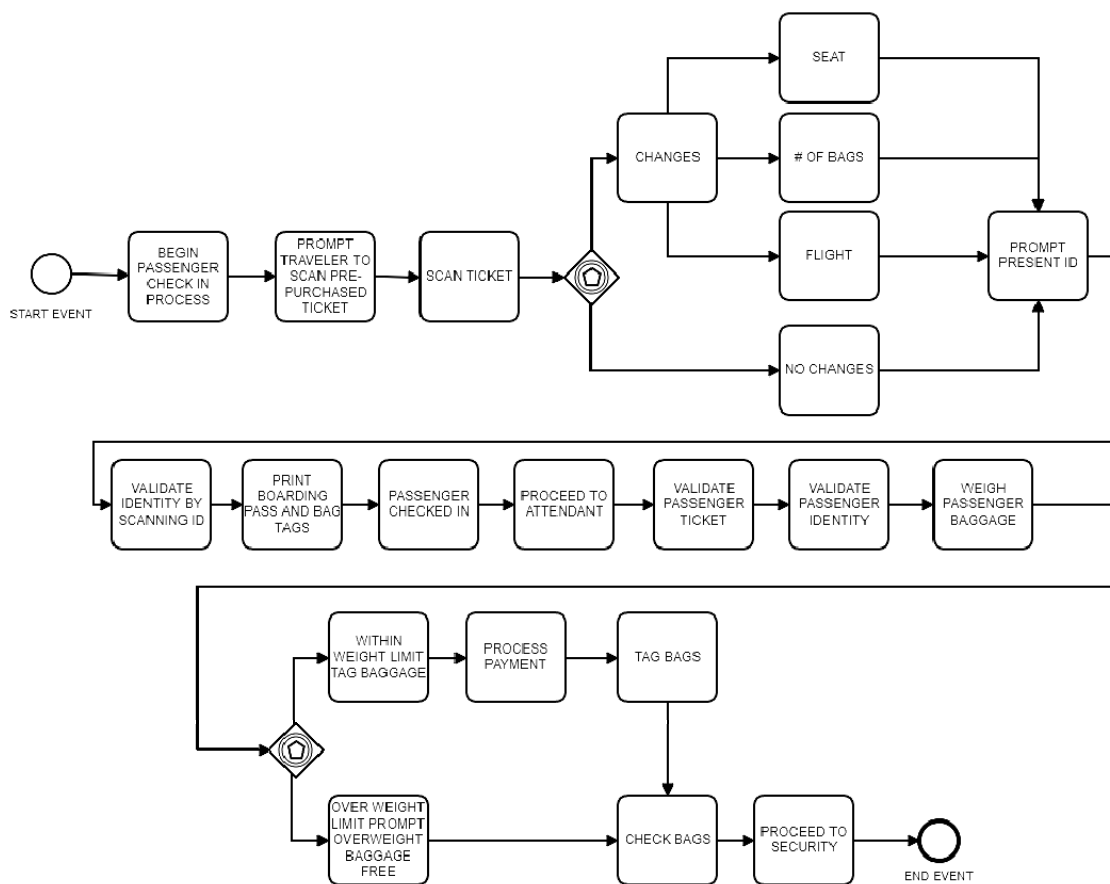 SEAT
CHANGES
# OF BAGS
BEGIN
PASSENGER
CHECK IN
PROCESS
PROMPT
TRAVELER TO
SCAN PRE-
PURCHASED
TICKET
SCAN TICKET
FLIGHT
PROMPT
PRESENT ID
START EVENT
NO CHANGES
VALIDATE
IDENTITY BY
SCANNING ID
PRINT
BOARDING
PASS AND BAG
TAGS
PASSENGER
CHECKED IN
PROCEED TO
ATTENDANT
VALIDATE
PASSENGER
TICKET
VALIDATE
PASSENGER
IDENTITY
WEIGH
PASSENGER
BAGGAGE
WITHIN
WEIGHT LIMIT
TAG BAGGAGE
PROCESS
PAYMENT
TAG BAGS
OVER WEIGHT
LIMIT PROMPT
OVERWEIGHT
BAGGAGE
FREE
CHECK BAGS
PROCEED TO
SECURITY
END EVENT